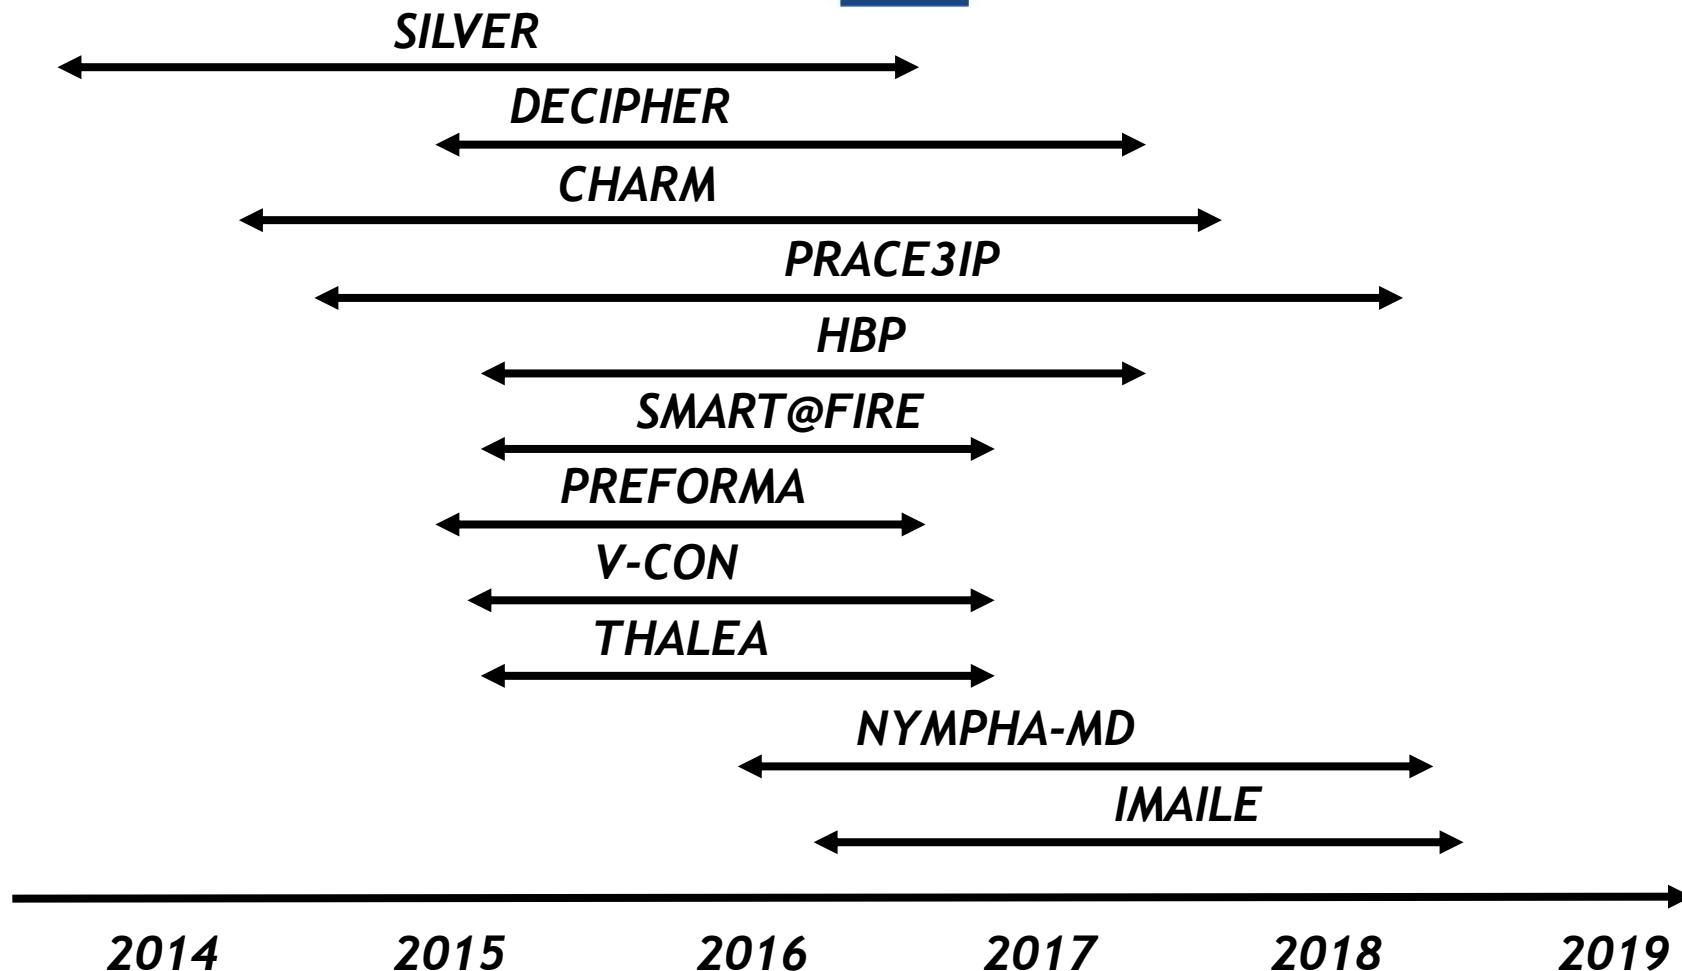 SILVER
DECIPHER
CHARM
PRACE3IP
HBP
SMART@FIRE
PREFORMA
V-CON
THALEA
NYMPHA-MD
IMAILE
2014 2015 2016 2017 2018 2019